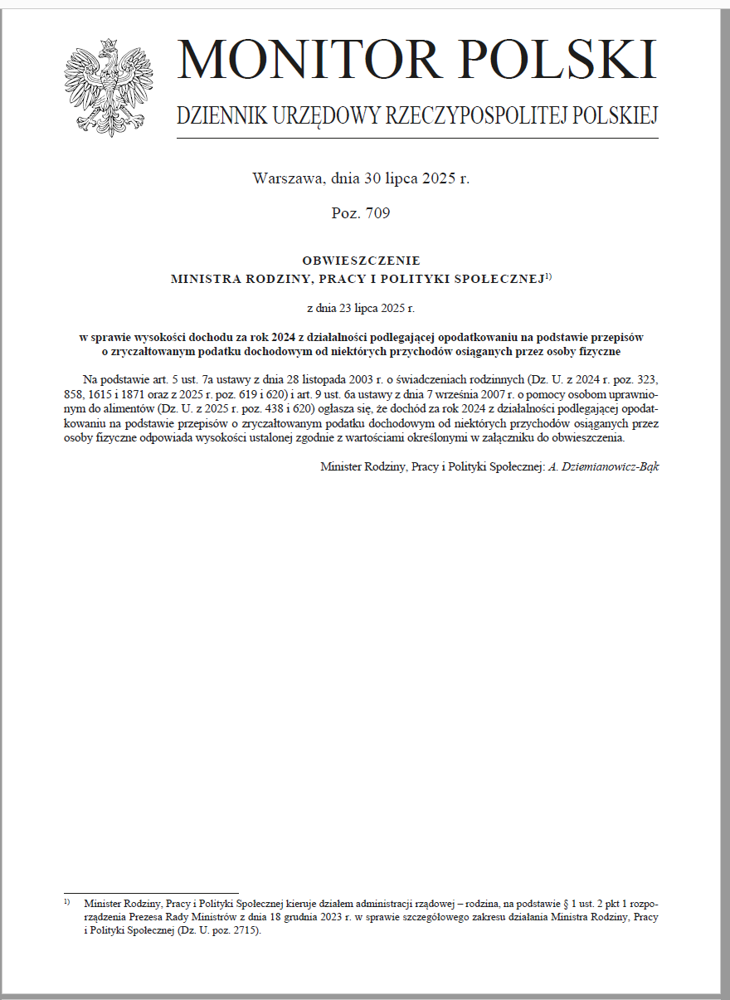 MONITOR POLSKI
DZIENNIK URZĘDOWY RZECZYPOSPOLITEJ POLSKIEJ
Warszawa, dnia 30 lipca 2025 r.
Poz. 709
OBWIESZCZENIE
MINISTRA RODZINY, PRACY I POLITYKI SPOŁECZNEJ1)
z dnia 23 lipca 2025 r.
w sprawie wysokości dochodu za rok 2024 z działalności podlegającej opodatkowaniu na podstawie przepisów
o zryczałtowanym podatku dochodowym od niektórych przychodów osiąganych przez osoby fizyczne
Na podstawie art. 5 ust. 7a ustawy z dnia 28 listopada 2003 r. o świadczeniach rodzinnych (Dz. U. z 2024 r. poz. 323,
858, 1615 i 1871 oraz z 2025 r. poz. 619 i 620) i art. 9 ust. 6a ustawy z dnia 7 września 2007 r. o pomocy osobom uprawnio-
nym do alimentów (Dz. U. z 2025 r. poz. 438 i 620) ogłasza się, że dochód za rok 2024 z działalności podlegającej opodat-
kowaniu na podstawie przepisów o zryczałtowanym podatku dochodowym od niektórych przychodów osiąganych przez
osoby fizyczne odpowiada wysokości ustalonej zgodnie z wartościami określonymi w załączniku do obwieszczenia.
Minister Rodziny, Pracy i Polityki Społecznej: A. Dziemianowicz-Bąk
1) Minister Rodziny, Pracy i Polityki Społecznej kieruje działem administracji rządowej – rodzina, na podstawie § 1 ust. 2 pkt 1 rozpo-
rządzenia Prezesa Rady Ministrów z dnia 18 grudnia 2023 r. w sprawie szczegółowego zakresu działania Ministra Rodziny, Pracy
i Polityki Społecznej (Dz. U. poz. 2715).